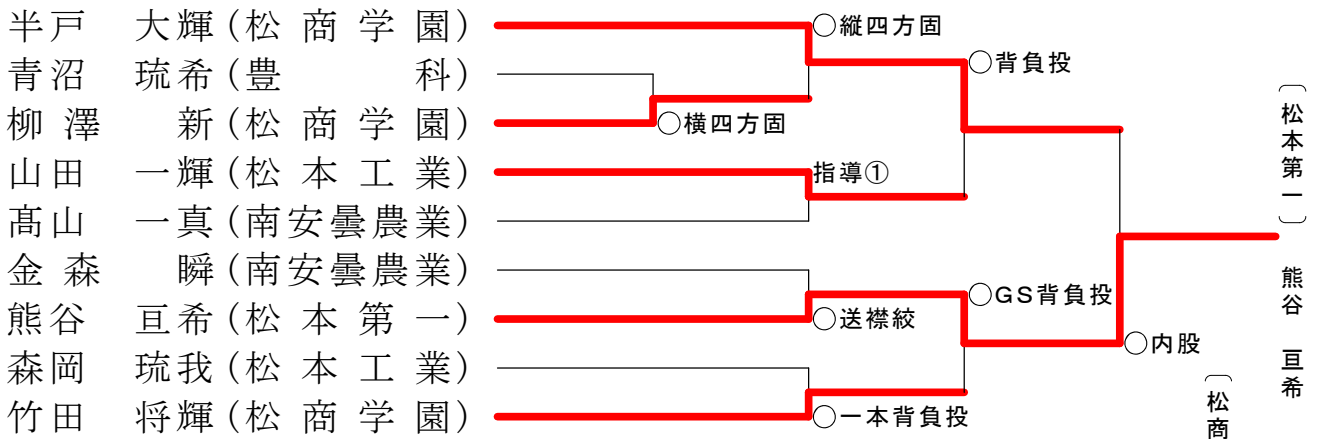 半戸 大輝(松商学園)
青沼 琉希(豊科)
柳澤 新(松商学園)
山田 一輝(松本工業)
髙山 一真(南安曇農業)
金森 瞬(南安曇農業)
熊谷 亘希(松本第一)
森岡 琉我(松本工業)
竹田 将輝(松商学園)
○縦四方固
○横四方固
指導①
○送襟絞
○一本背負投
○背負投
○GS背負投
○内股
〔松本第一〕 熊谷 亘希
〔松商